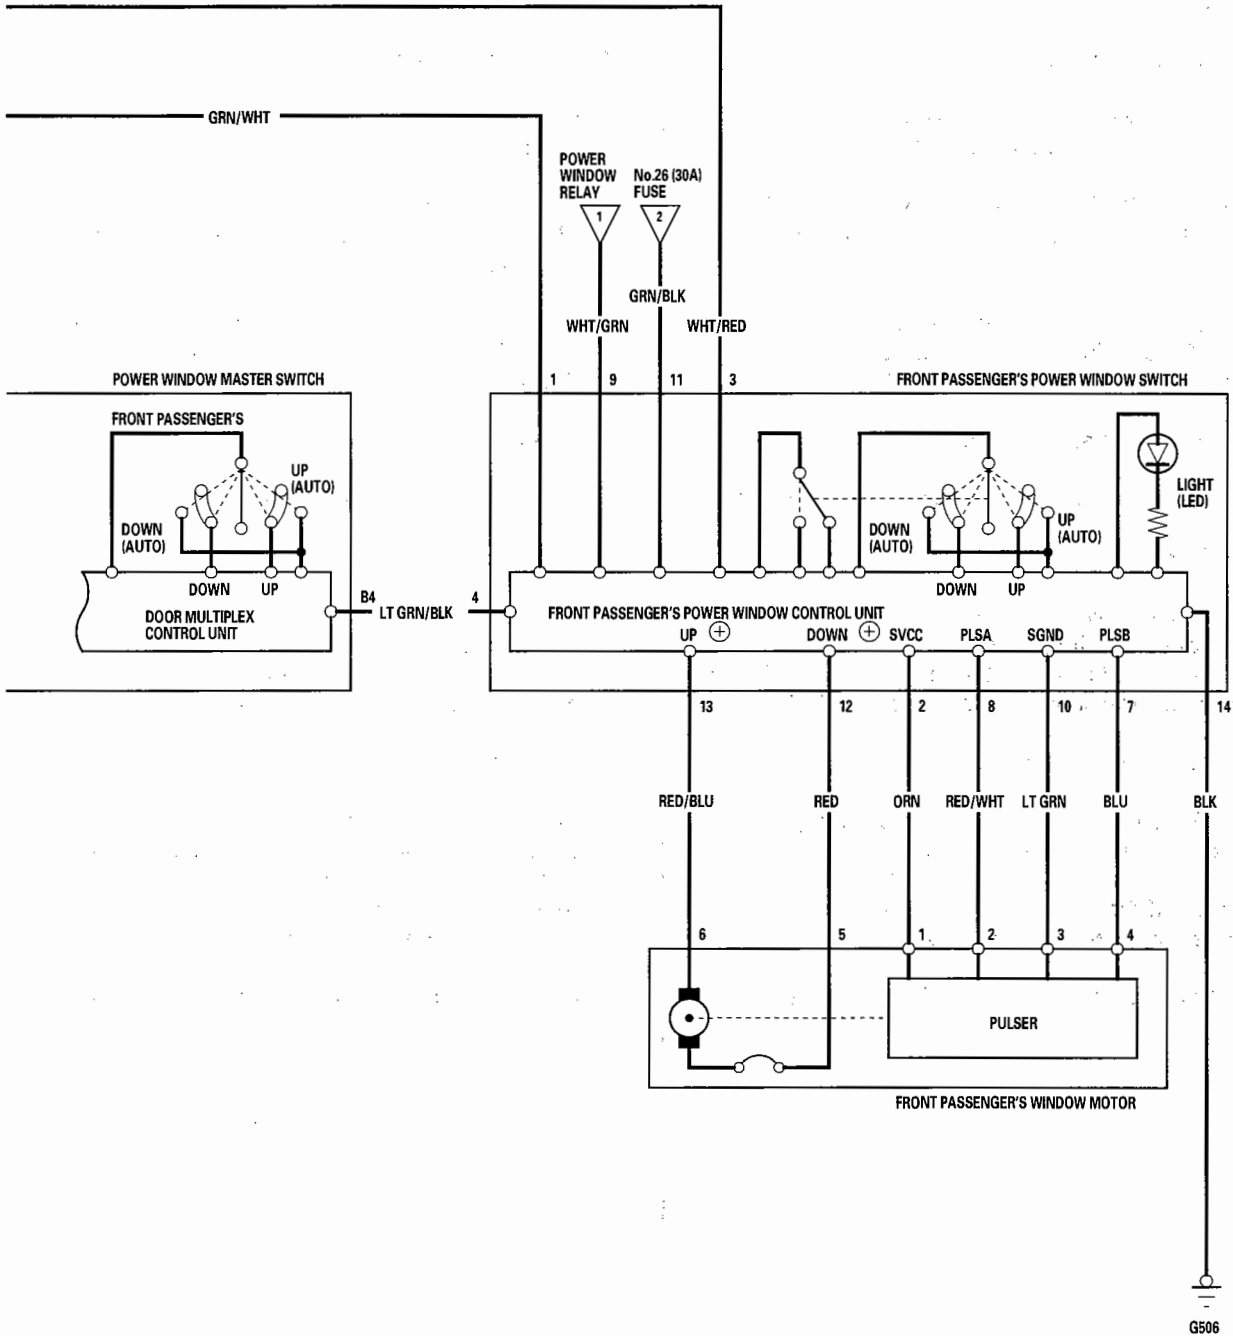 GRN/WHT
POWER
WINDOW
RELAY
No.26 (30A)
FUSE
1
2
GRN/BLK
WHT/GRN
WHT/RED
POWER WINDOW MASTER SWITCH
1
9
11
3
FRONT PASSENGER'S POWER WINDOW SWITCH
FRONT PASSENGER'S
UP
(AUTO)
DOWN
(AUTO)
DOWN
UP
DOOR MULTIPLEX
CONTROL UNIT
B4
LT GRN/BLK
4
LIGHT
(LED)
DOWN
(AUTO)
UP
(AUTO)
DOWN
UP
FRONT PASSENGER'S POWER WINDOW CONTROL UNIT
UP +
DOWN +
SVCC
PLSA
SGND
PLSB
13
12
2
8
10
7
14
RED/BLU
RED
ORN
RED/WHT
LT GRN
BLU
BLK
6
5
1
2
3
4
PULSER
FRONT PASSENGER'S WINDOW MOTOR
G506